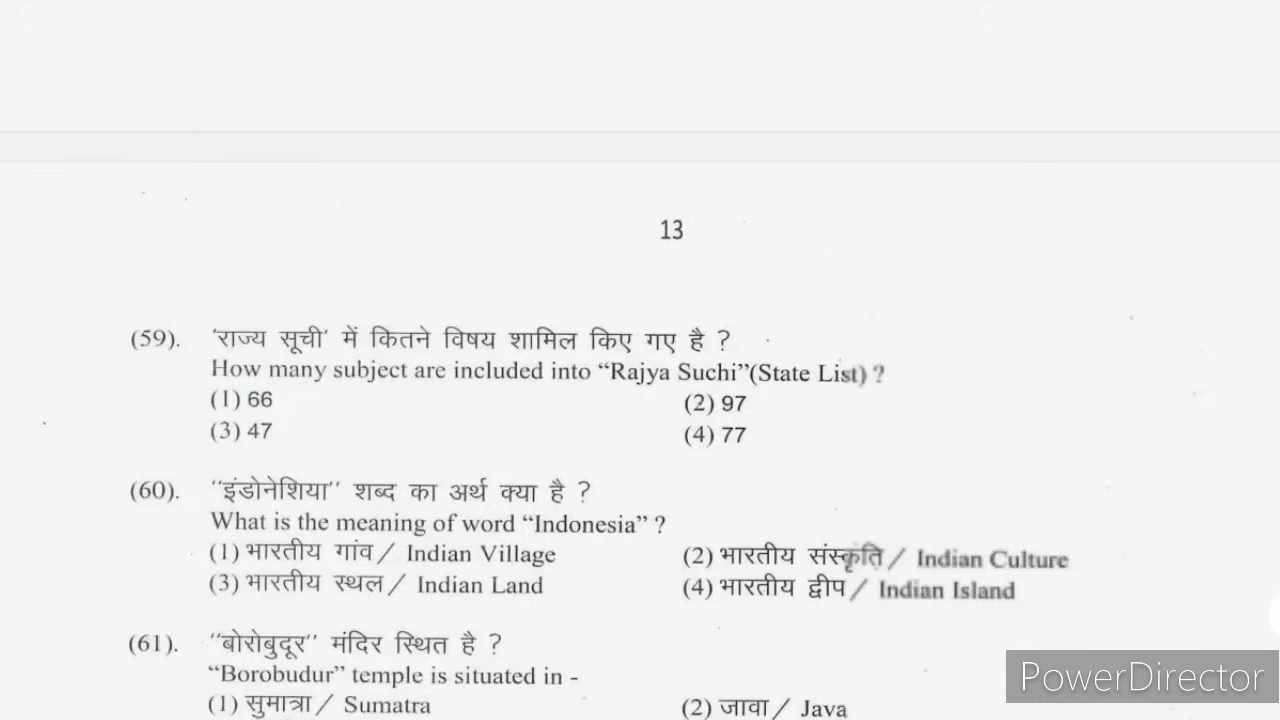 13
(59). 'राज्य सूची' में कितने विषय शामिल किए गए है ?
How many subject are included into “Rajya Suchi”(State List) ?
(1) 66 (2) 97
(3) 47 (4) 77
(60). ''इंडोनेशिया'' शब्द का अर्थ क्या है ?
What is the meaning of word “Indonesia” ?
(1) भारतीय गांव / Indian Village (2) भारतीय संस्कृति / Indian Culture
(3) भारतीय स्थल / Indian Land (4) भारतीय द्वीप / Indian Island
(61). ''बोरोबुदूर'' मंदिर स्थित है ?
“Borobudur” temple is situated in -
(1) सुमात्रा / Sumatra (2) जावा / Java
PowerDirector